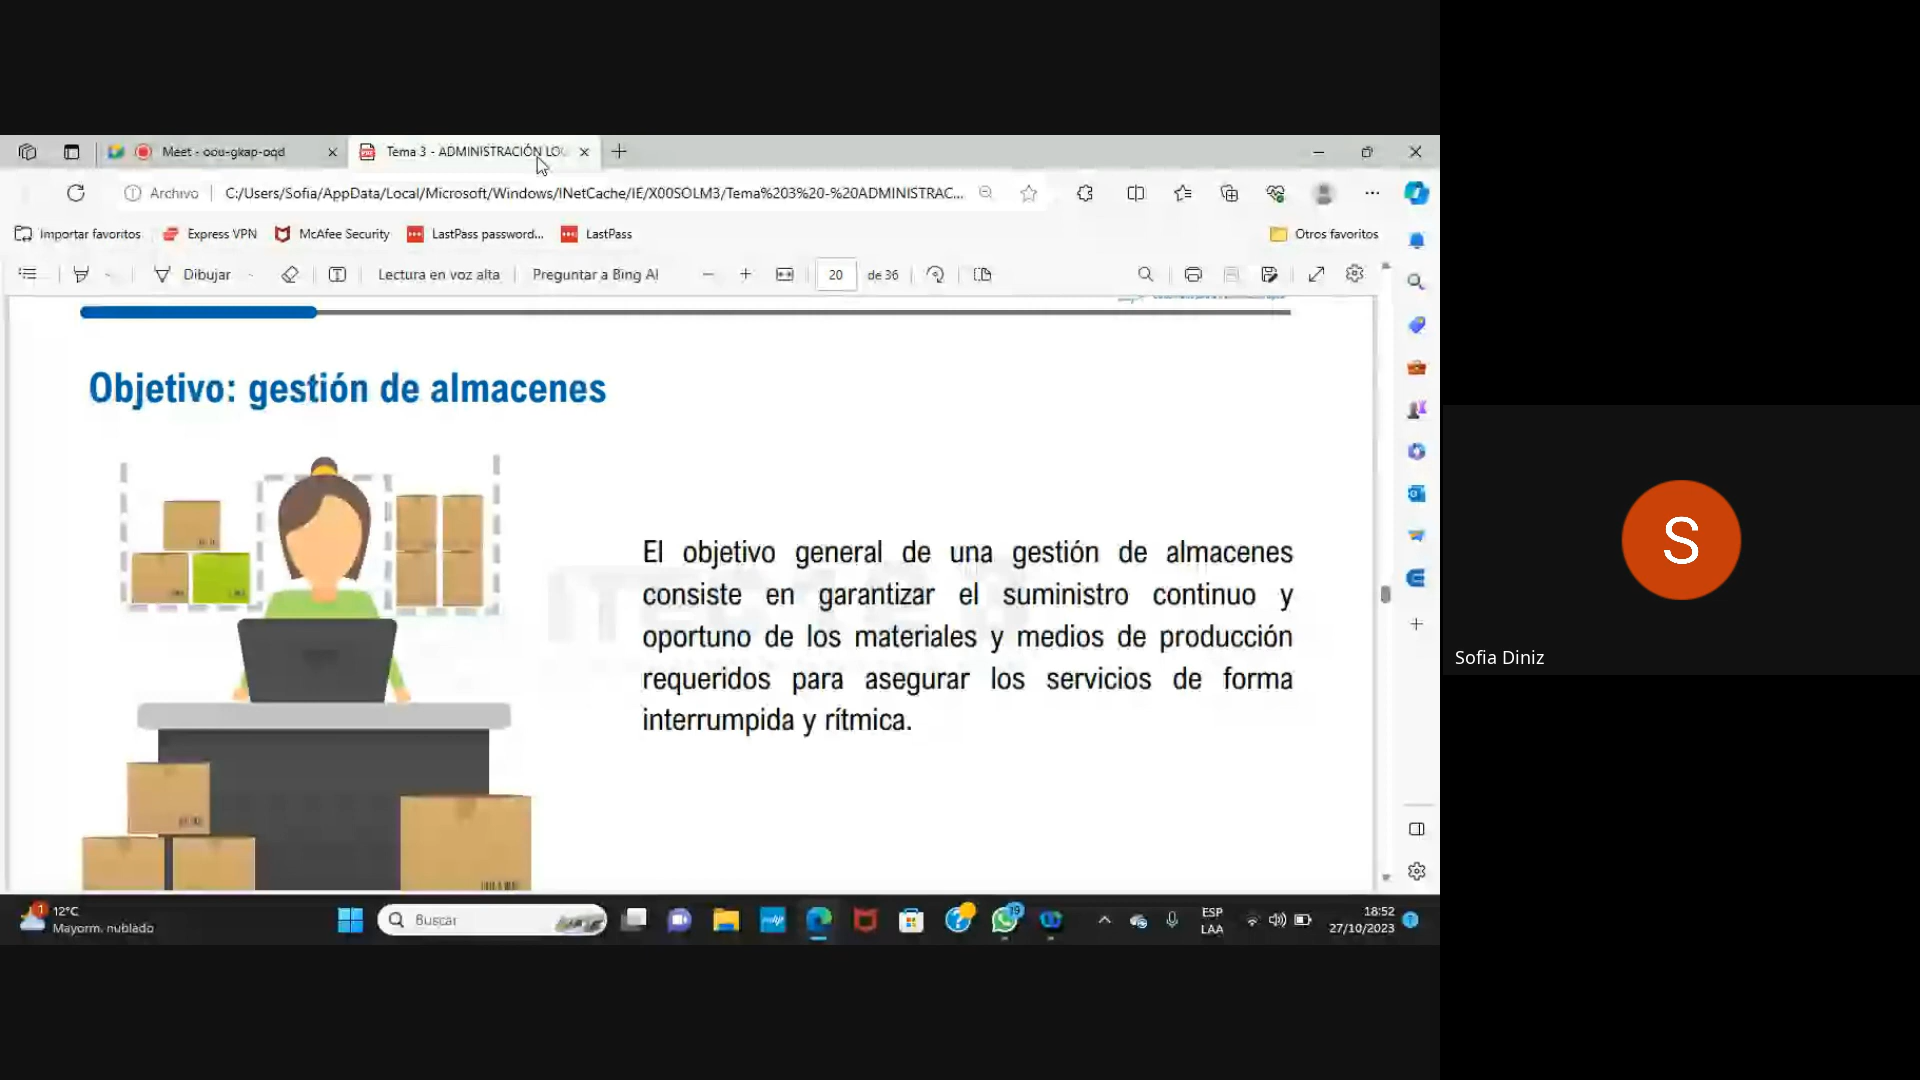 Meet - oou-gkap-oqd
Tema 3 - ADMINISTRACIÓN LO
Archivo
C:/Users/Sofia/AppData/Local/Microsoft/Windows/INetCache/IE/X00SOLM3/Tema%203%20-%20ADMINISTRAC...
Importar favoritos
Express VPN
McAfee Security
LastPass password...
LastPass
Otros favoritos
Dibujar
Lectura en voz alta
Preguntar a Bing AI
20
de 36
Objetivo: gestión de almacenes
El objetivo general de una gestión de almacenes
consiste en garantizar el suministro continuo y
oportuno de los materiales y medios de producción
requeridos para asegurar los servicios de forma
interrumpida y rítmica.
S
Sofia Diniz
1
12°C
Mayorm. nublado
Buscar
19
ESP
LAA
18:52
27/10/2023